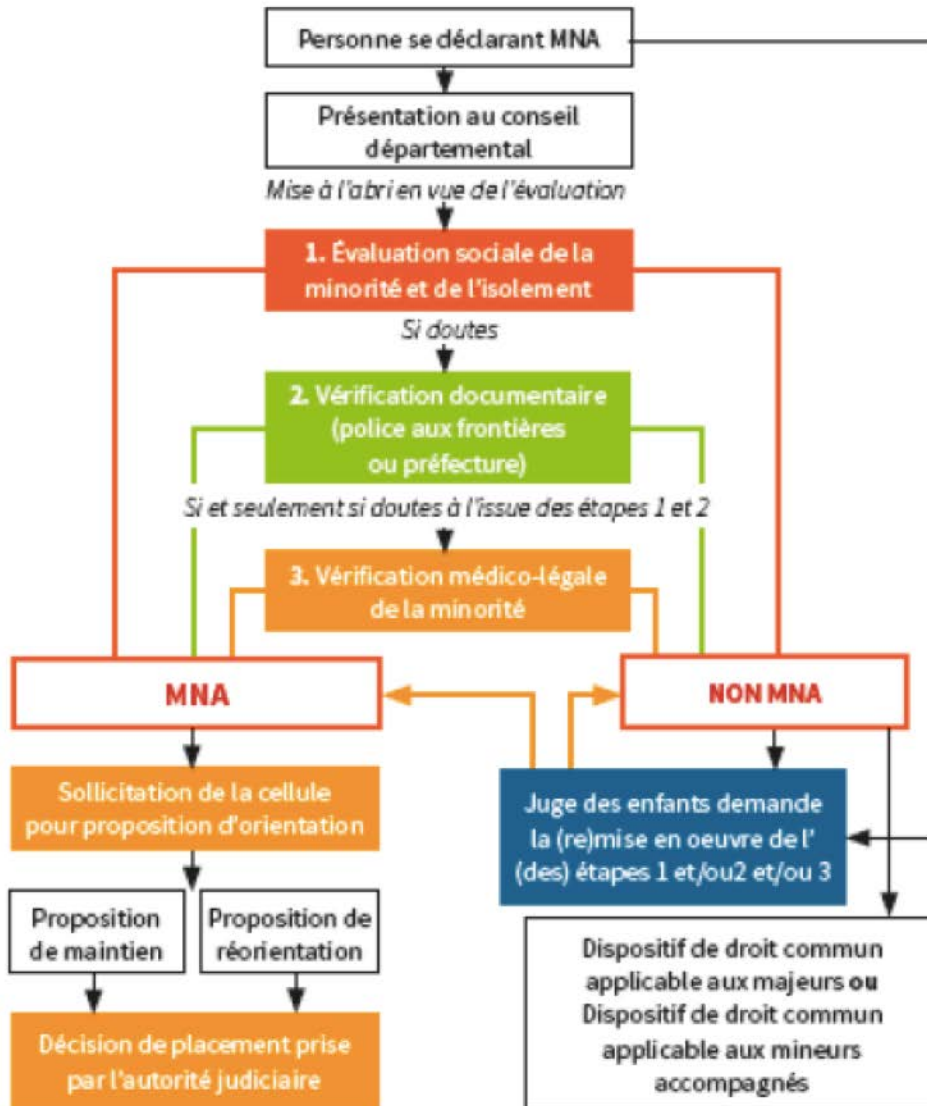 Personne se déclarant MNA
Présentation au conseil
départemental
Mise à l'abri en vue de l'évaluation
1. Évaluation sociale de la
minorité et de l'isolement
Si doutes
2. Vérification documentaire
(police aux frontières
ou préfecture)
Si et seulement si doutes à l'issue des étapes 1 et 2
3. Vérification médico-légale
de la minorité
MNA
NON MNA
Sollicitation de la cellule
pour proposition d'orientation
Juge des enfants demande
la (re)mise en oeuvre de l'
(des) étapes 1 et/ou2 et/ou 3
Proposition
de maintien
Proposition de
réorientation
Décision de placement prise
par l'autorité judiciaire
Dispositif de droit commun
applicable aux majeurs ou
Dispositif de droit commun
applicable aux mineurs
accompagnés